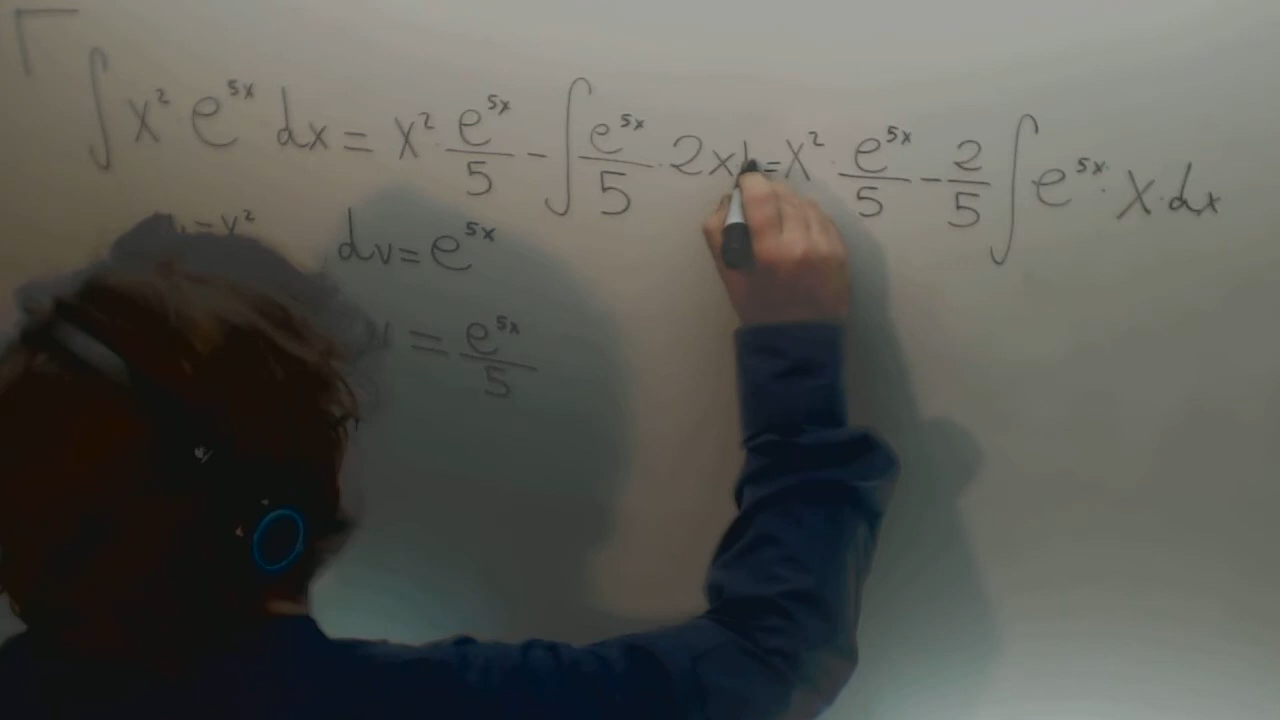 ∫ x² e^{5x} dx = x² · e^{5x}/5 - ∫ e^{5x}/5 · 2x = x² · e^{5x}/5 - 2/5 ∫ e^{5x} · x · dx
= x² dv = e^{5x}
= e^{5x}/5